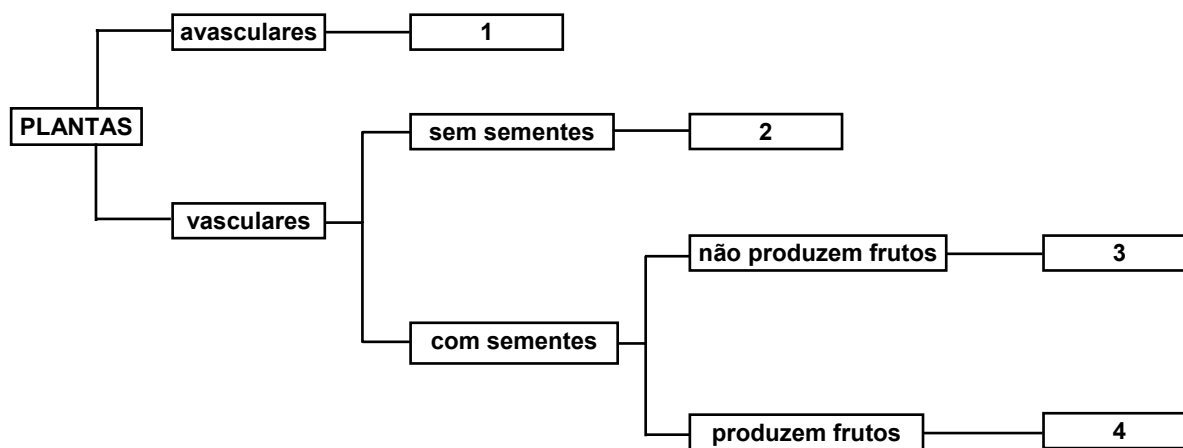 avasculares
1
PLANTAS
sem sementes
2
vasculares
não produzem frutos
3
com sementes
produzem frutos
4